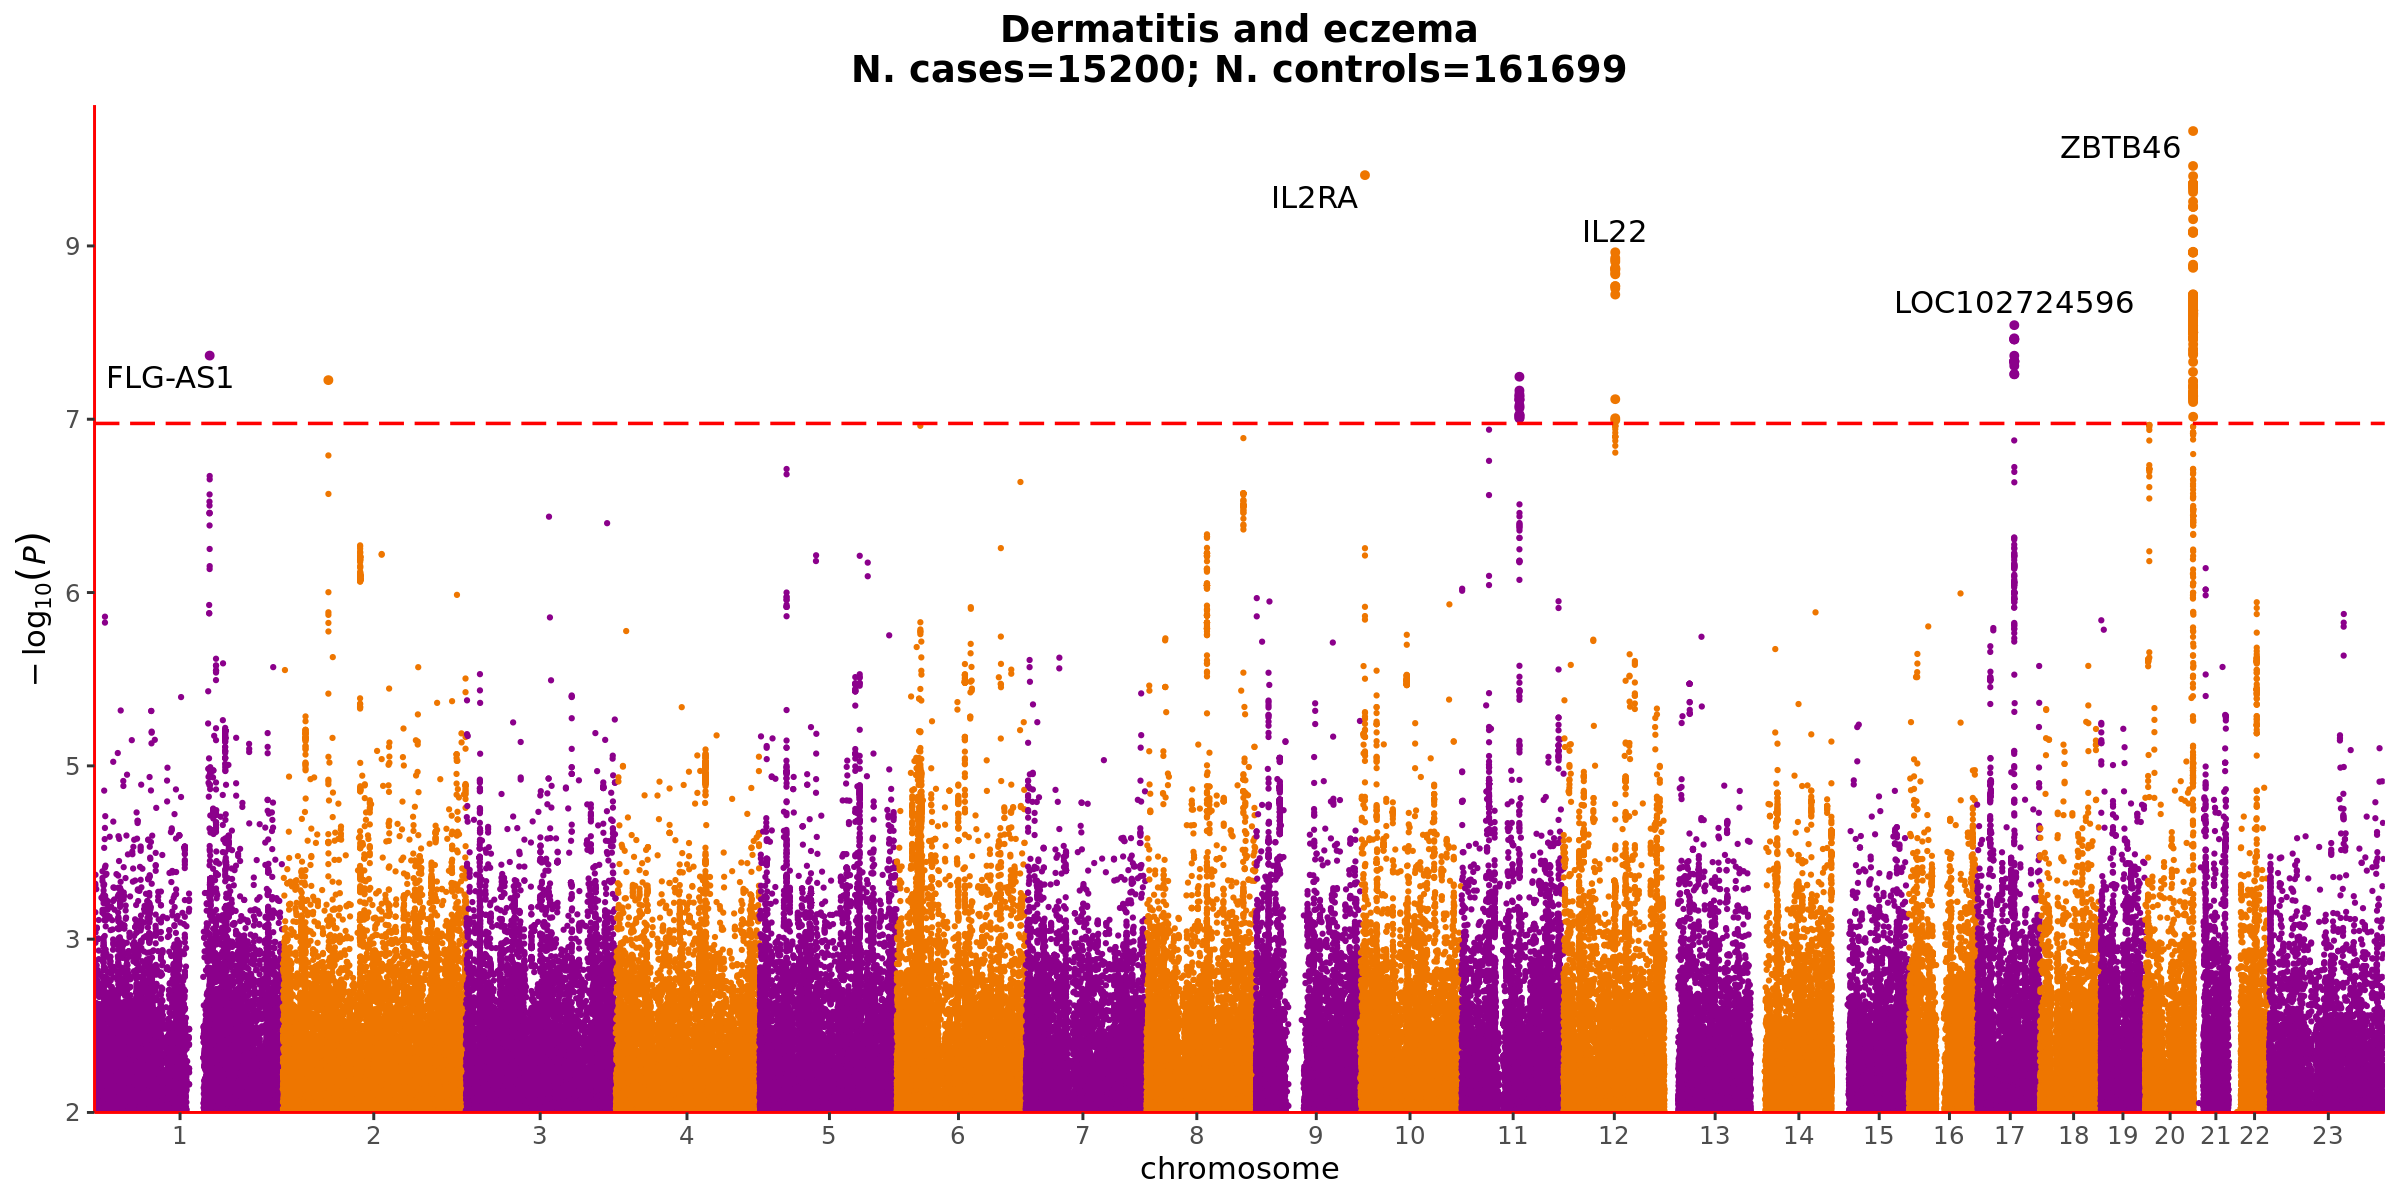 Dermatitis and eczema
N. cases=15200; N. controls=161699
ZBTB46
IL2RA
IL22
9
LOC102724596
FLG-AS1
7
6
−log10(P)
5
3
2
1 2 3 4 5 6 7 8 9 10 11 12 13 14 15 16 17 18 19 20 21 22 23
chromosome